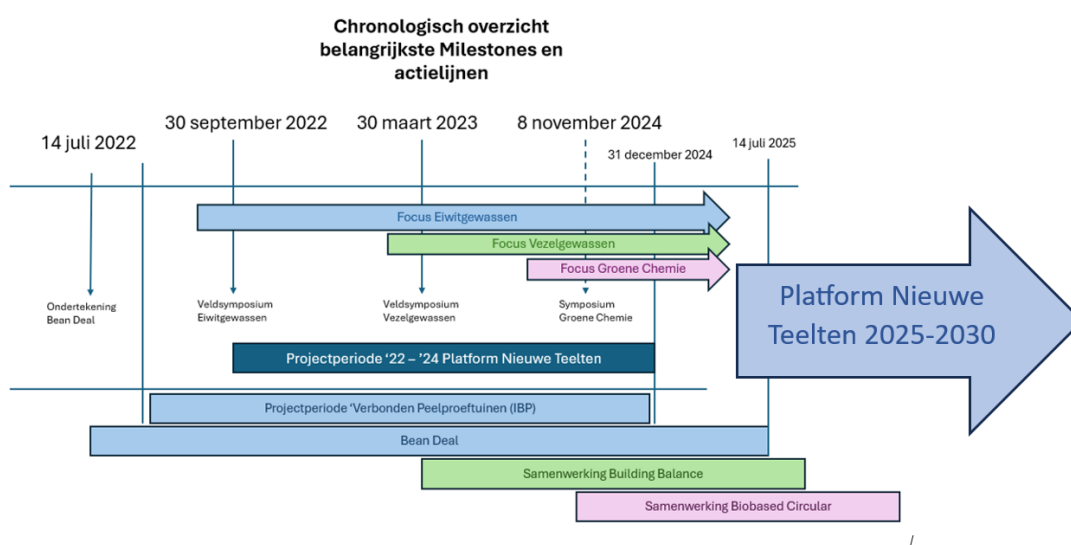 Chronologisch overzicht
belangrijkste Milestones en
actielijnen
14 juli 2022
30 september 2022
30 maart 2023
8 november 2024
31 december 2024
14 juli 2025
Focus Eiwitgewassen
Focus Vezelgewassen
Focus Groene Chemie
Ondertekening
Bean Deal
Veldsymposium
Eiwitgewassen
Veldsymposium
Vezelgewassen
Symposium
Groene Chemie
Platform Nieuwe
Teelten 2025-2030
Projectperiode ‘22 – ’24 Platform Nieuwe Teelten
Projectperiode ‘Verbonden Peelproeftuinen (IBP)
Bean Deal
Samenwerking Building Balance
Samenwerking Biobased Circular
/